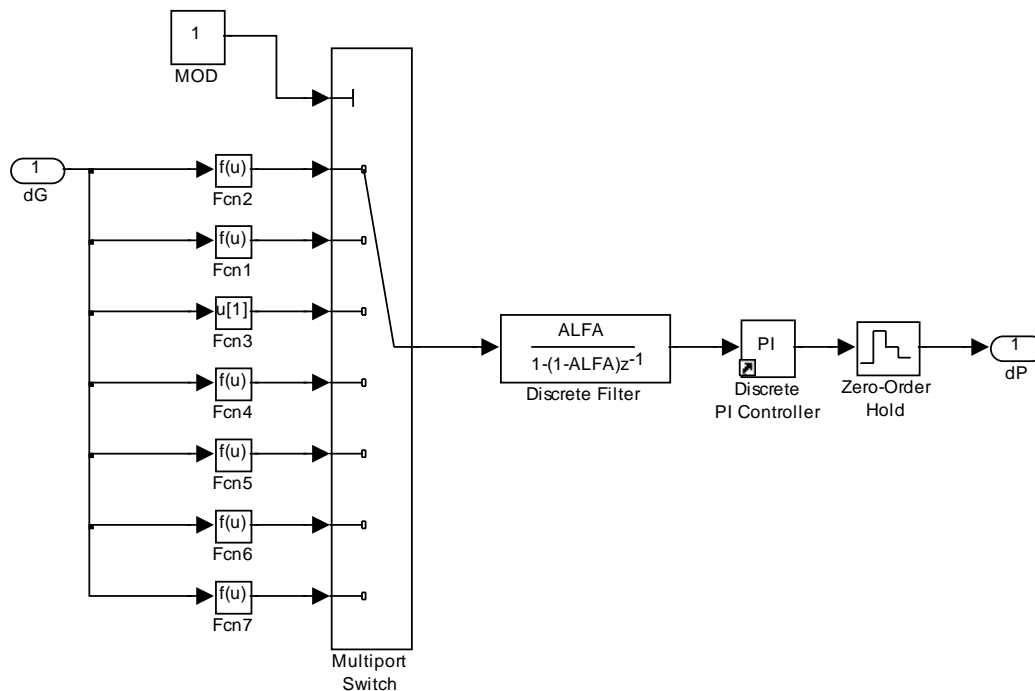 1
MOD
1
dG
f(u)
Fcn2
f(u)
Fcn1
u[1]
Fcn3
f(u)
Fcn4
f(u)
Fcn5
f(u)
Fcn6
f(u)
Fcn7
Multiport
Switch
ALFA
1-(1-ALFA)z-1
Discrete Filter
PI
Discrete
PI Controller
Zero-Order
Hold
1
dP